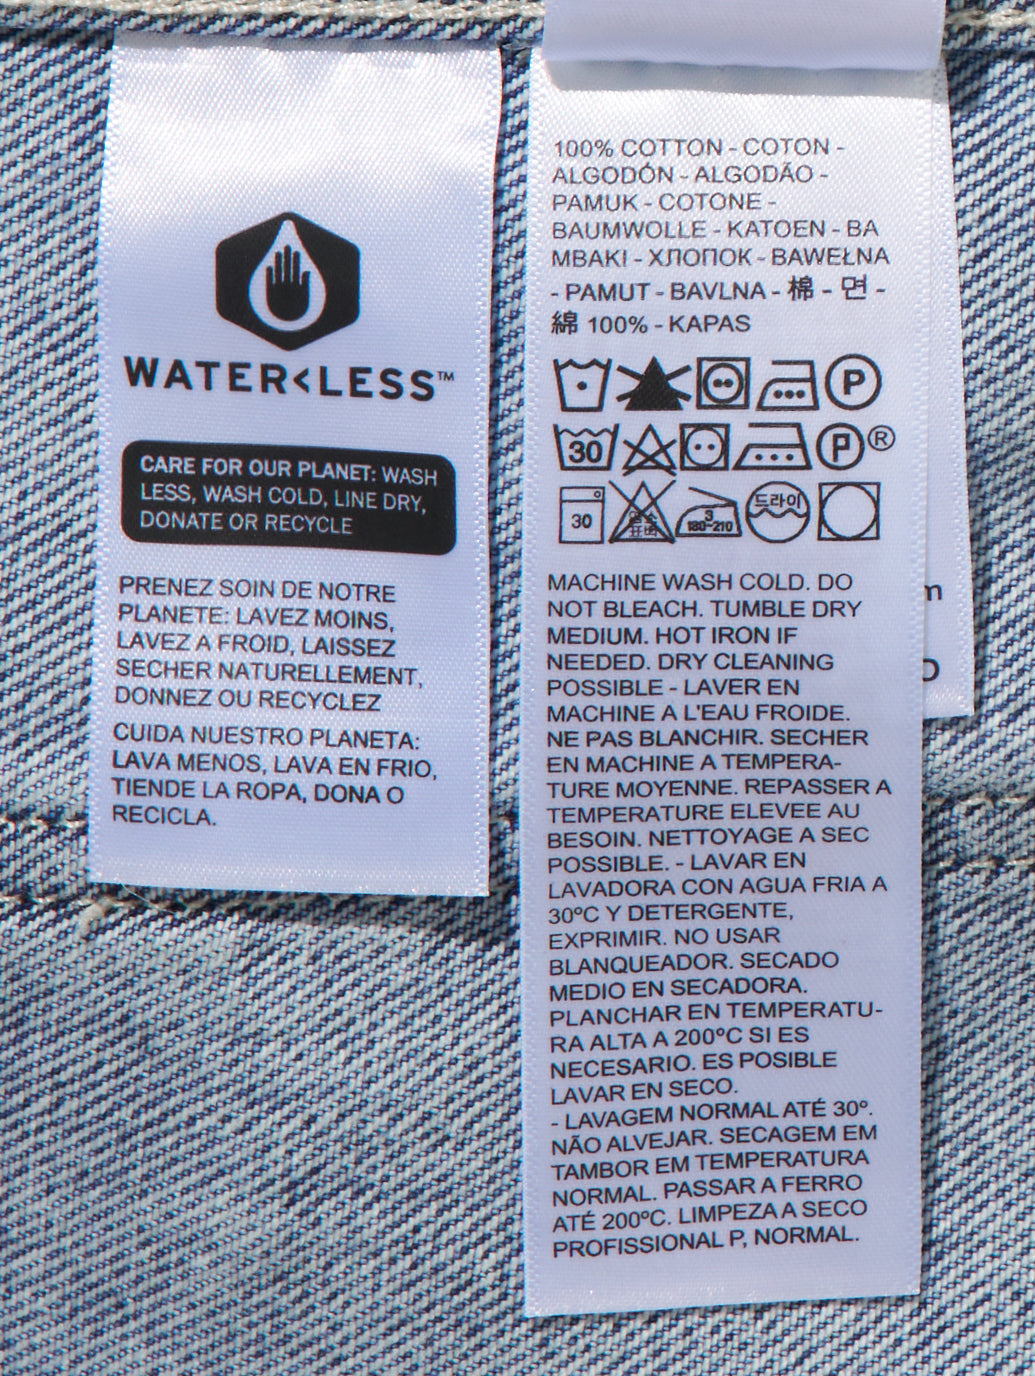 WATER<LESS™
CARE FOR OUR PLANET: WASH
LESS, WASH COLD, LINE DRY,
DONATE OR RECYCLE
PRENEZ SOIN DE NOTRE
PLANETE: LAVEZ MOINS,
LAVEZ A FROID, LAISSEZ
SECHER NATURELLEMENT,
DONNEZ OU RECYCLEZ
CUIDA NUESTRO PLANETA:
LAVA MENOS, LAVA EN FRIO,
TIENDE LA ROPA, DONA O
RECICLA.
100% COTTON - COTON -
ALGODÓN - ALGODÃO -
PAMUK - COTONE -
BAUMWOLLE - KATOEN - BA
MBAKI - ХЛОПОК - BAWEŁNA
- PAMUT - BAVLNA - 棉 - 면 -
綿 100% - KAPAS
P
30 P ®
30 3 180~210 드라이
MACHINE WASH COLD. DO
NOT BLEACH. TUMBLE DRY
MEDIUM. HOT IRON IF
NEEDED. DRY CLEANING
POSSIBLE - LAVER EN
MACHINE A L'EAU FROIDE.
NE PAS BLANCHIR. SECHER
EN MACHINE A TEMPERA-
TURE MOYENNE. REPASSER A
TEMPERATURE ELEVEE AU
BESOIN. NETTOYAGE A SEC
POSSIBLE. - LAVAR EN
LAVADORA CON AGUA FRIA A
30ºC Y DETERGENTE,
EXPRIMIR. NO USAR
BLANQUEADOR. SECADO
MEDIO EN SECADORA.
PLANCHAR EN TEMPERATU-
RA ALTA A 200ºC SI ES
NECESARIO. ES POSIBLE
LAVAR EN SECO.
- LAVAGEM NORMAL ATÉ 30º.
NÃO ALVEJAR. SECAGEM EM
TAMBOR EM TEMPERATURA
NORMAL. PASSAR A FERRO
ATÉ 200ºC. LIMPEZA A SECO
PROFISSIONAL P, NORMAL.